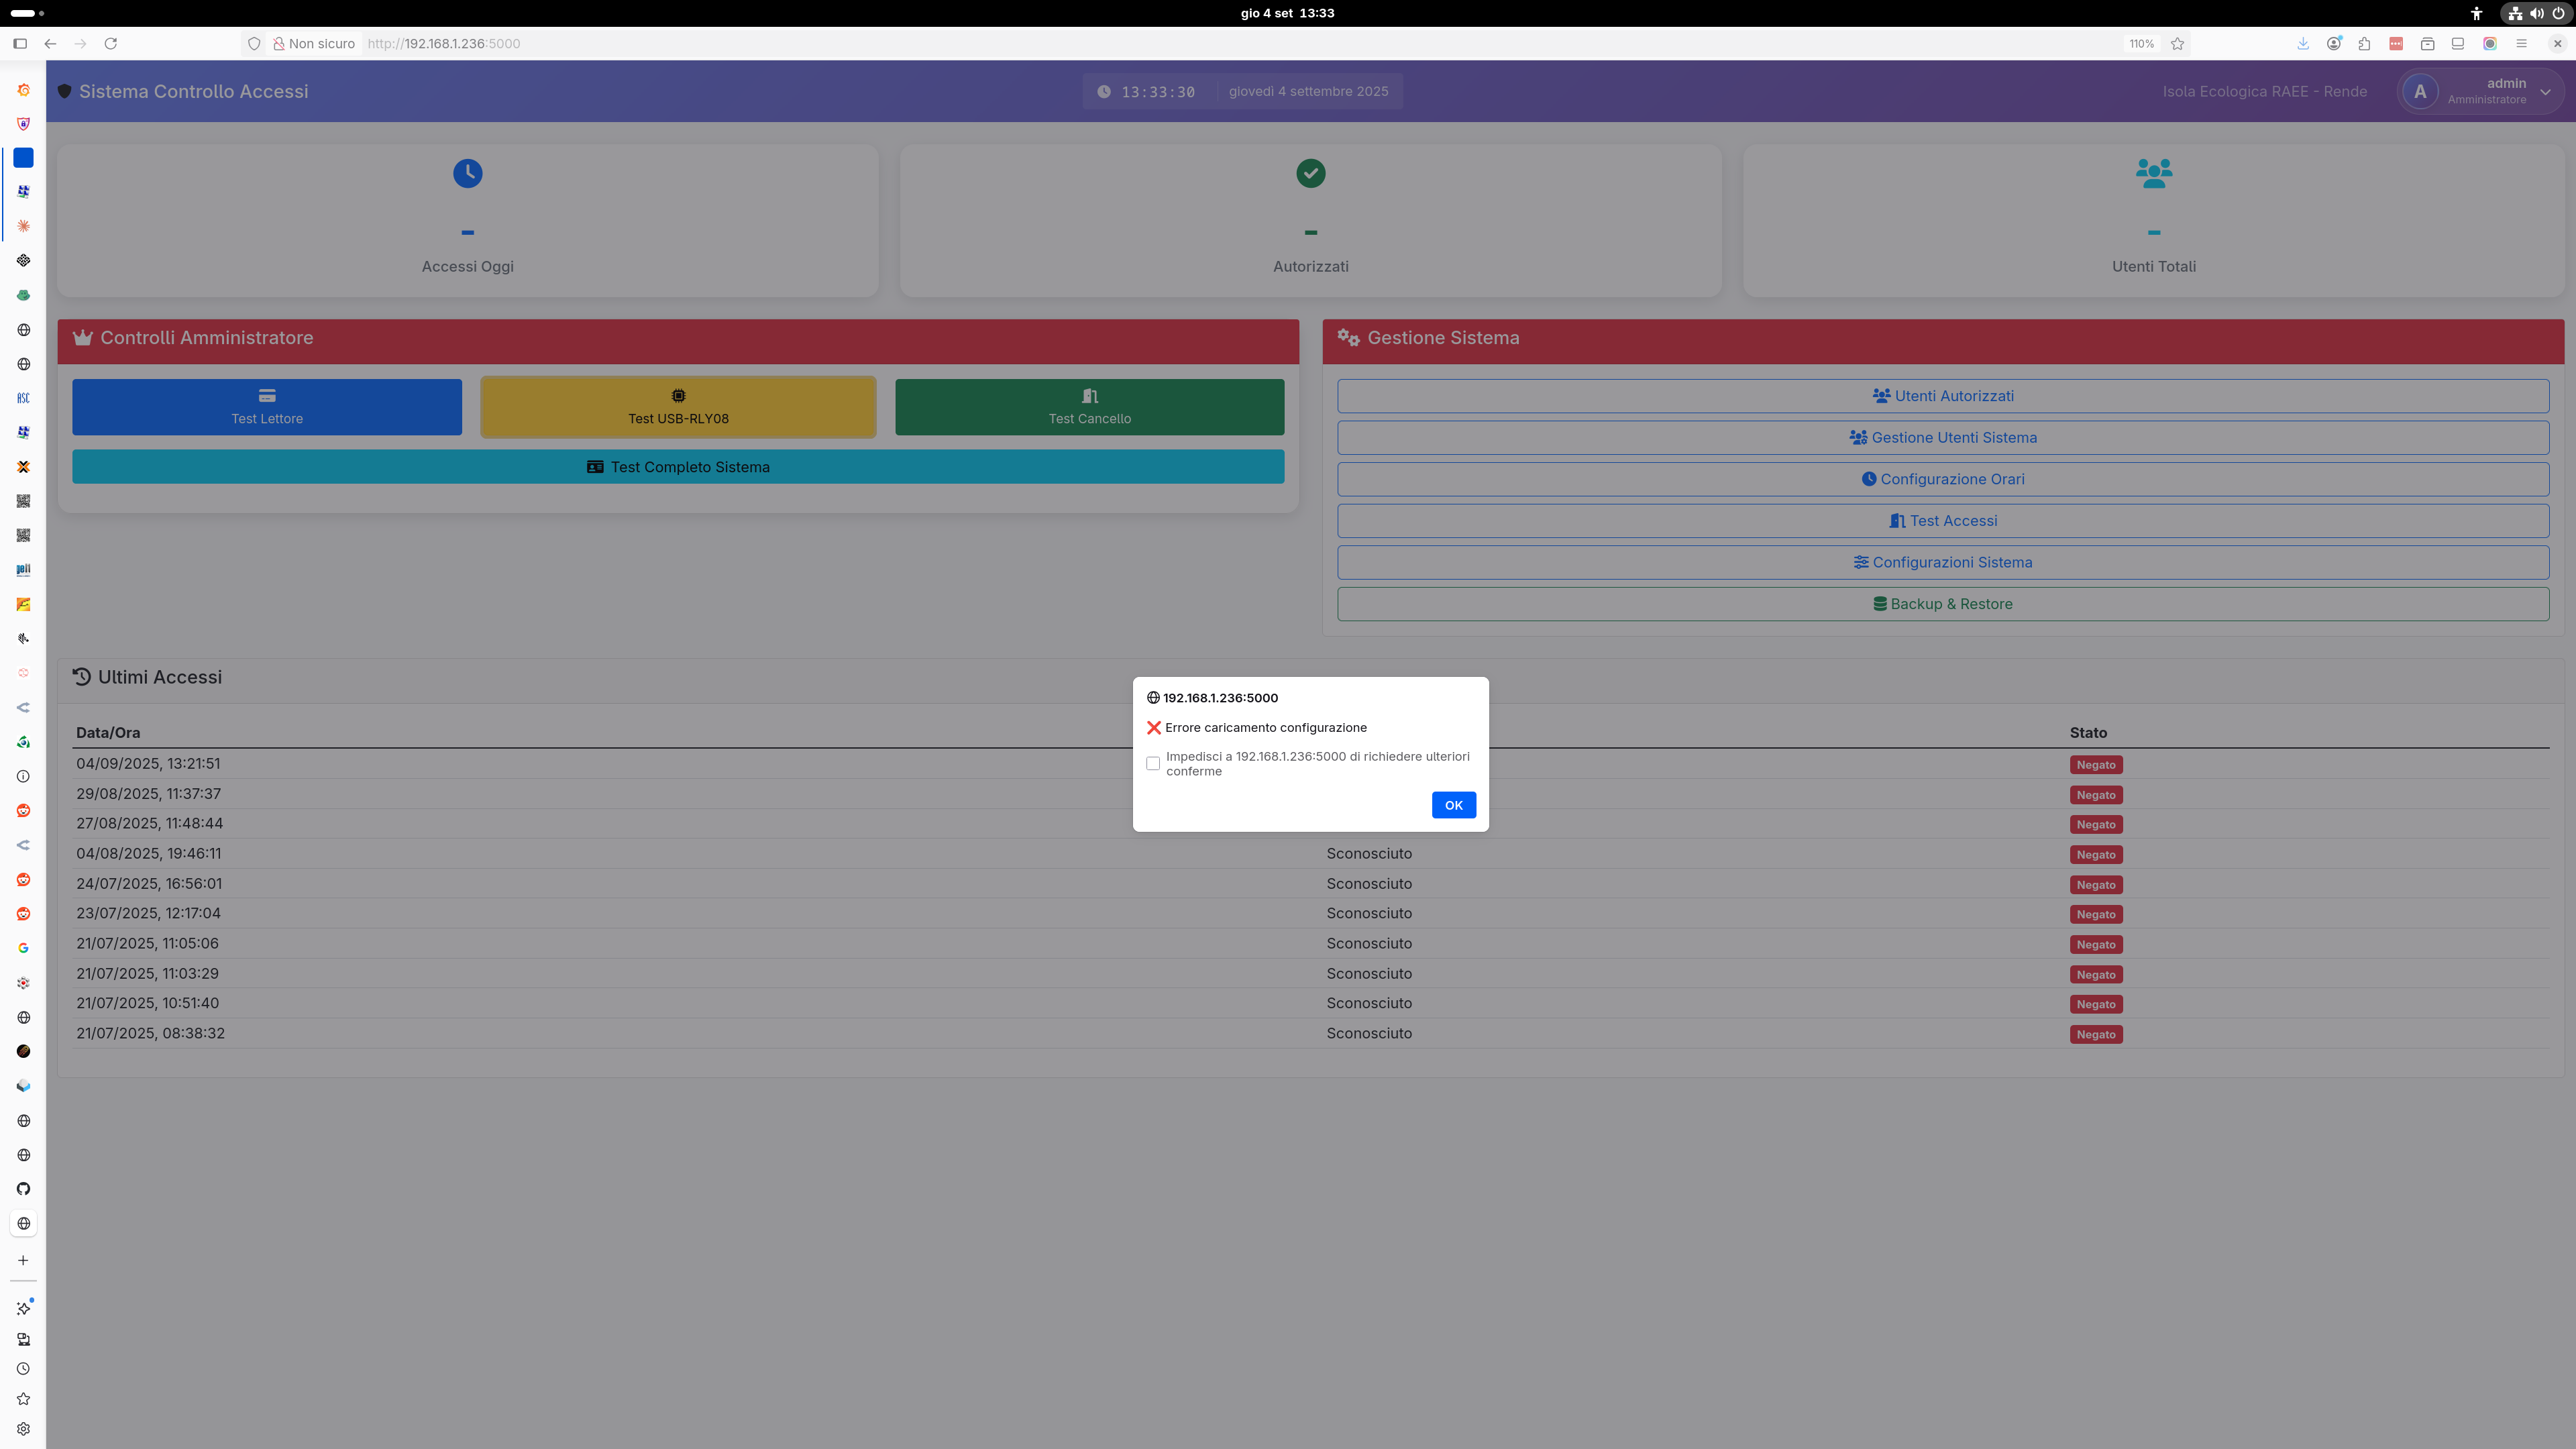 gio 4 set 13:33
Non sicuro http://192.168.1.236:5000
110%
Sistema Controllo Accessi
13:33:30 giovedì 4 settembre 2025
Isola Ecologica RAEE - Rende
A
admin
Amministratore
-
Accessi Oggi
-
Autorizzati
-
Utenti Totali
Controlli Amministratore
Test Lettore
Test USB-RLY08
Test Cancello
Test Completo Sistema
Gestione Sistema
Utenti Autorizzati
Gestione Utenti Sistema
Configurazione Orari
Test Accessi
Configurazioni Sistema
Backup & Restore
Ultimi Accessi
192.168.1.236:5000
❌ Errore caricamento configurazione
Impedisci a 192.168.1.236:5000 di richiedere ulteriori
conferme
OK
Data/Ora Stato
04/09/2025, 13:21:51 Negato
29/08/2025, 11:37:37 Negato
27/08/2025, 11:48:44 Negato
04/08/2025, 19:46:11 Sconosciuto Negato
24/07/2025, 16:56:01 Sconosciuto Negato
23/07/2025, 12:17:04 Sconosciuto Negato
21/07/2025, 11:05:06 Sconosciuto Negato
21/07/2025, 11:03:29 Sconosciuto Negato
21/07/2025, 10:51:40 Sconosciuto Negato
21/07/2025, 08:38:32 Sconosciuto Negato
ASC